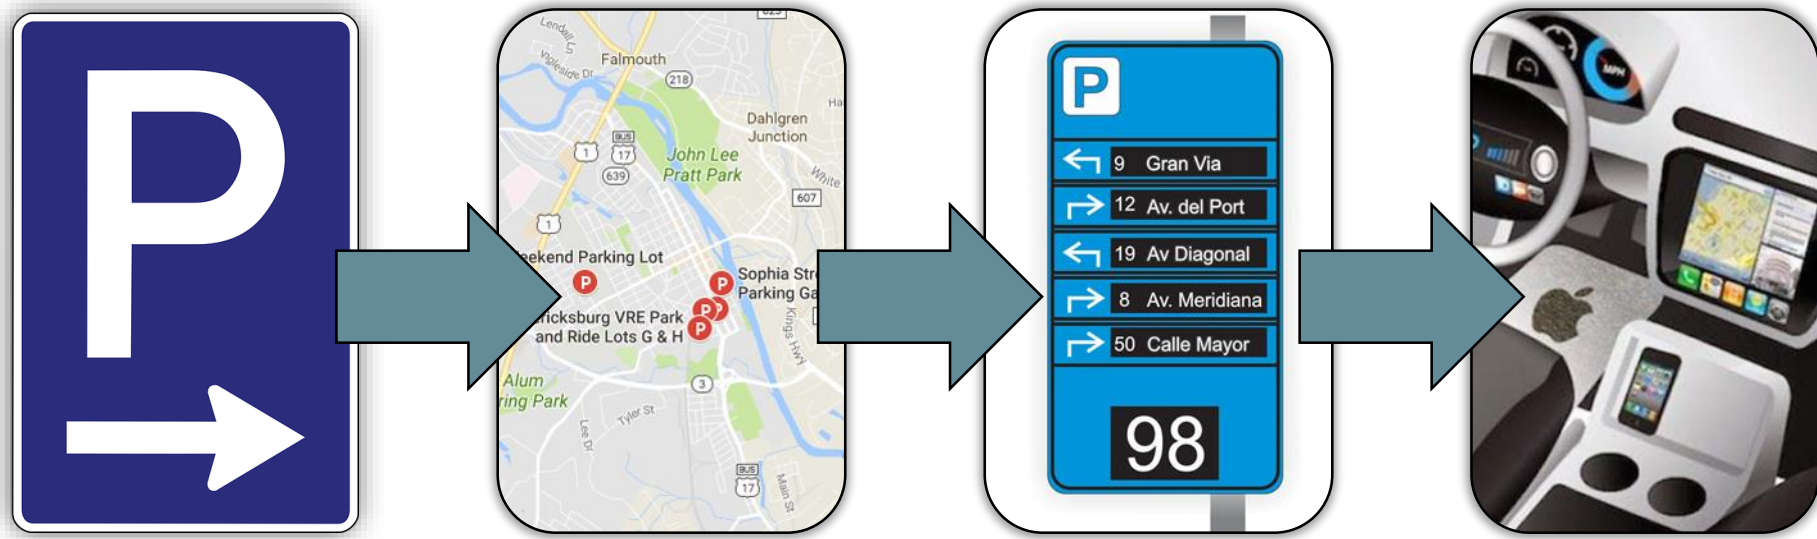 P
Lendall Ln
Ingleside Dr
Falmouth
218
Dahlgren
Junction
BUS
17
1
John Lee
Pratt Park
639
White
607
1
eekend Parking Lot
P
Sophia Str
Parking Ga
P
P
P
ricksburg VRE Park
and Ride Lots G & H
P
Kings Hwy
3
Alum
ring Park
Tyler St
Lee Dr
BUS
17
Main St
P
9 Gran Via
12 Av. del Port
19 Av Diagonal
8 Av. Meridiana
50 Calle Mayor
98
MPH